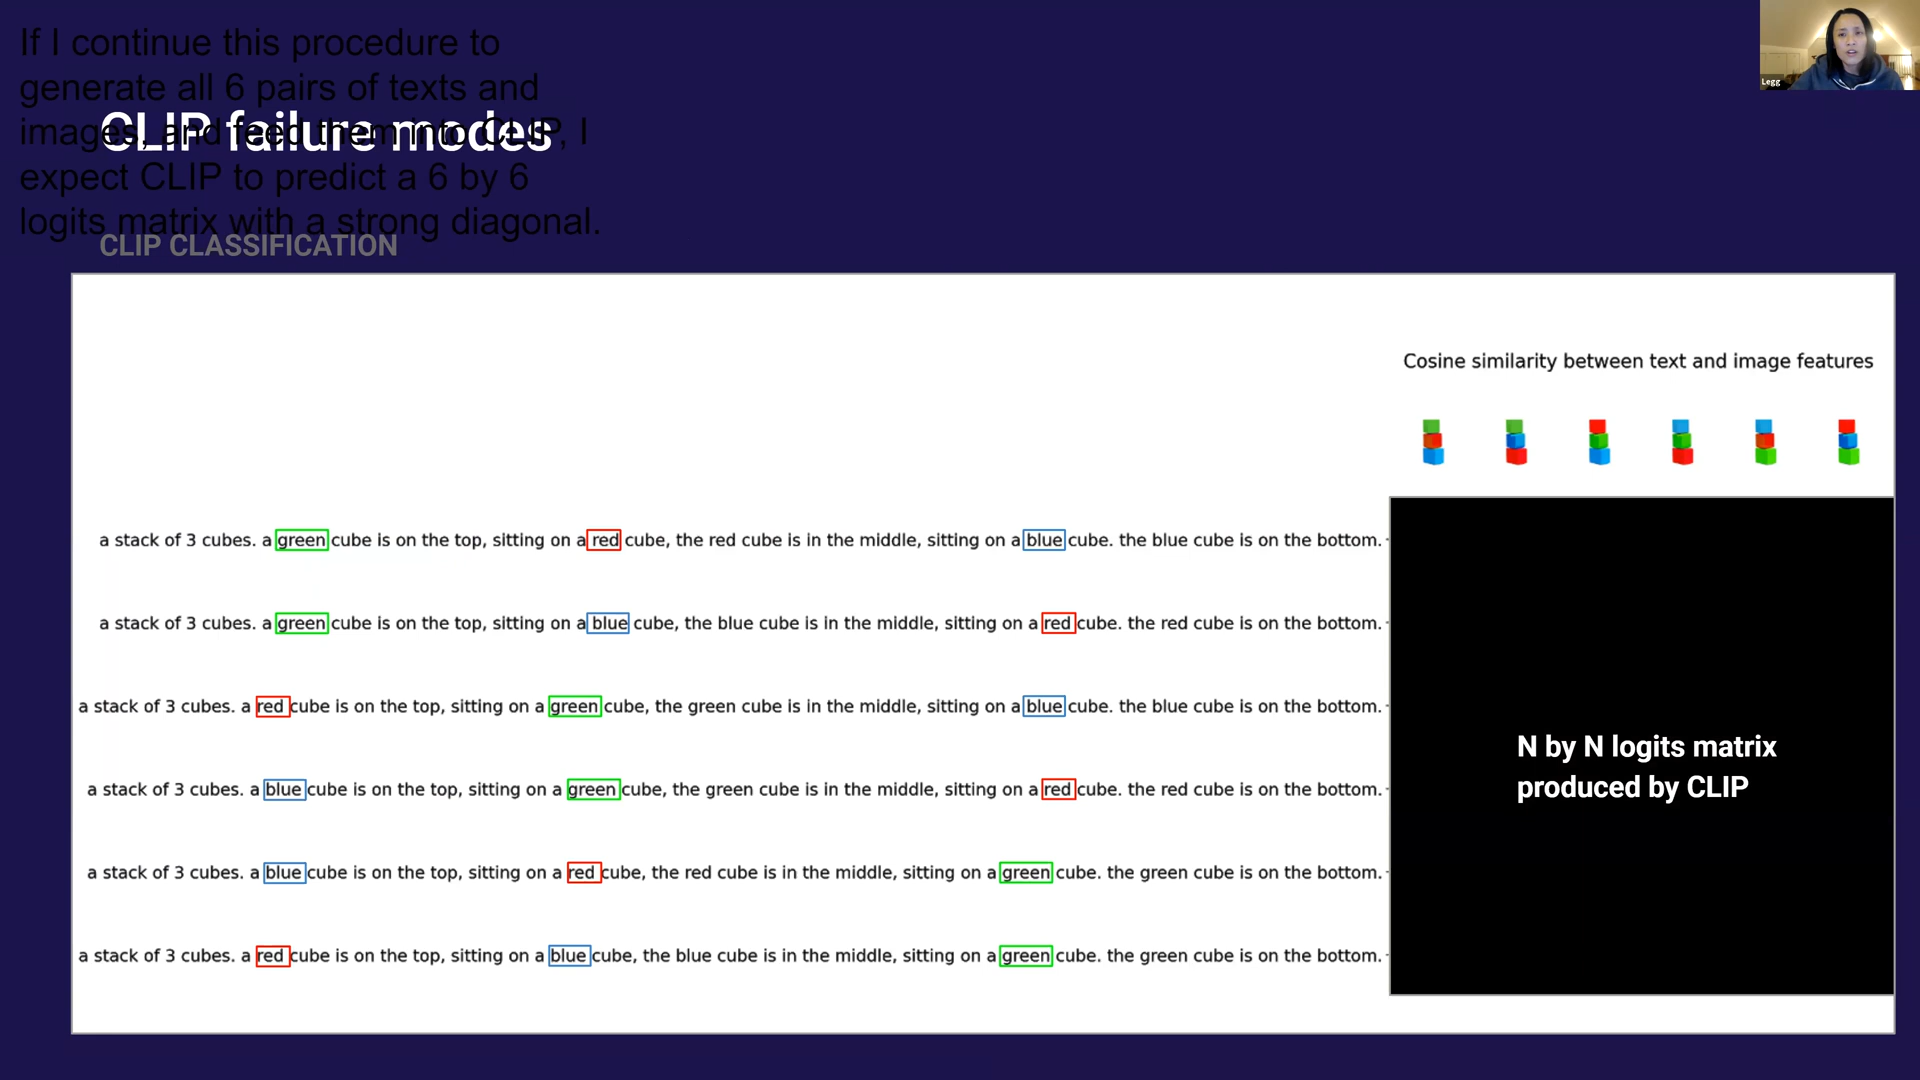 If I continue this procedure to
generate all 6 pairs of texts and
images, and feed them into CLIP, I
expect CLIP to predict a 6 by 6
logits matrix with a strong diagonal.
CLIP failure modes
CLIP CLASSIFICATION
Legg
Cosine similarity between text and image features
a stack of 3 cubes. a green cube is on the top, sitting on a red cube, the red cube is in the middle, sitting on a blue cube. the blue cube is on the bottom.
a stack of 3 cubes. a green cube is on the top, sitting on a blue cube, the blue cube is in the middle, sitting on a red cube. the red cube is on the bottom.
a stack of 3 cubes. a red cube is on the top, sitting on a green cube, the green cube is in the middle, sitting on a blue cube. the blue cube is on the bottom.
a stack of 3 cubes. a blue cube is on the top, sitting on a green cube, the green cube is in the middle, sitting on a red cube. the red cube is on the bottom.
a stack of 3 cubes. a blue cube is on the top, sitting on a red cube, the red cube is in the middle, sitting on a green cube. the green cube is on the bottom.
a stack of 3 cubes. a red cube is on the top, sitting on a blue cube, the blue cube is in the middle, sitting on a green cube. the green cube is on the bottom.
N by N logits matrix
produced by CLIP